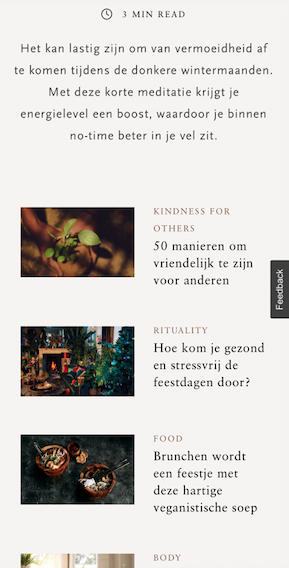 3 MIN READ
Het kan lastig zijn om van vermoeidheid af
te komen tijdens de donkere wintermaanden.
Met deze korte meditatie krijgt je
energielevel een boost, waardoor je binnen
no-time beter in je vel zit.
KINDNESS FOR
OTHERS
50 manieren om
vriendelijk te zijn
voor anderen
Feedback
RITUALITY
Hoe kom je gezond
en stressvrij de
feestdagen door?
FOOD
Brunchen wordt
een feestje met
deze hartige
veganistische soep
BODY